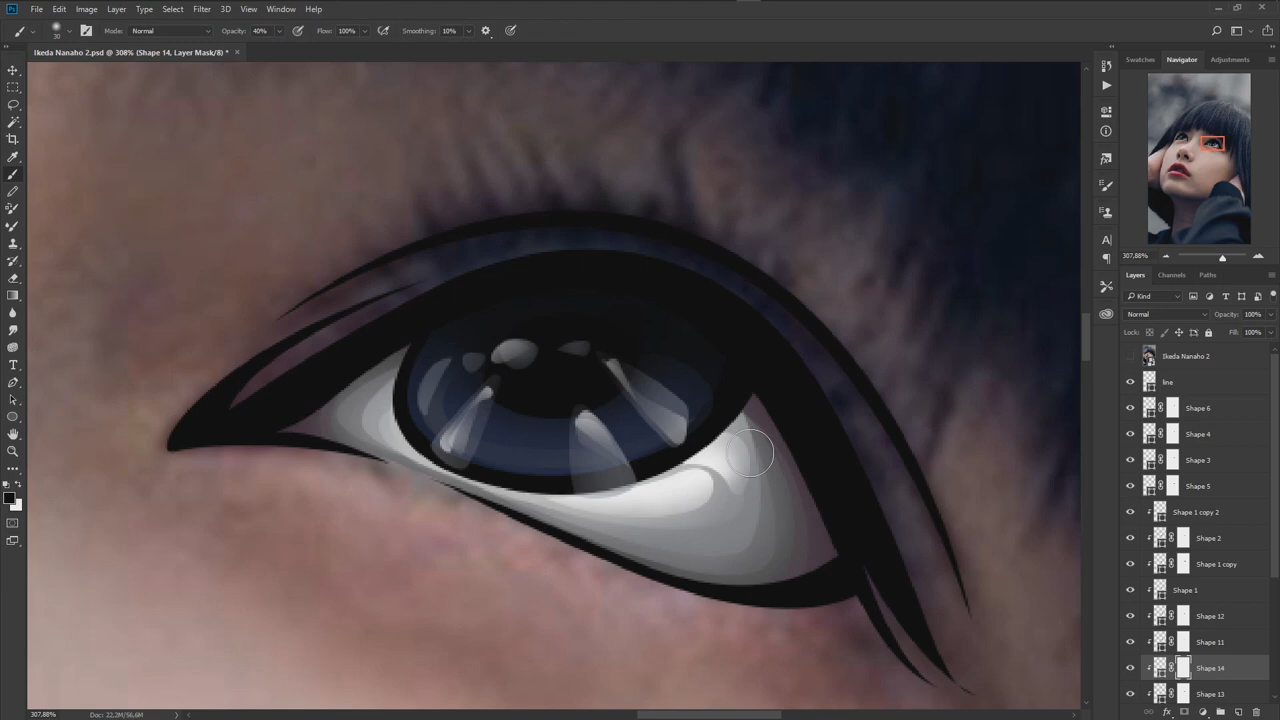 Ps File Edit Image Layer Type Select Filter 3D View Window Help
30 Mode: Normal Opacity: 40% Flow: 100% Smoothing: 10%
Ikeda Nanaho 2.psd @ 308% (Shape 14, Layer Mask/8) * ×
Swatches Navigator Adjustments
307,88%
Layers Channels Paths
Kind
Normal Opacity: 100%
Lock: Fill: 100%
Ikeda Nanaho 2
line
Shape 6
Shape 4
Shape 3
Shape 5
Shape 1 copy 2
Shape 2
Shape 1 copy
Shape 1
Shape 12
Shape 11
Shape 14
Shape 13
307,88% Doc: 22,2M/56,6M